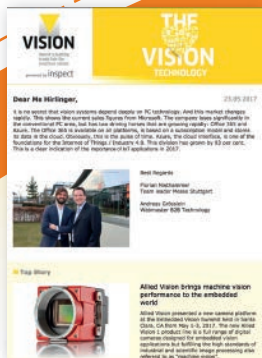 VISION
powered by inspect
THE
VISION
TECHNOLOGY
Dear Ms Hirlinger,
23.05.2017
It is no secret that vision systems depend deeply on PC technology. And this market changes
rapidly. This shows the current sales figures from Microsoft. The company loses significantly in
the conventional PC area, but has two driving horses that are growing rapidly: Office 365 and
Azure. The Office 365 is available on all platforms, is based on a subscription model and stores
its data in the cloud. Obviously, this is the pulse of time. Azure, the cloud interface, is one of the
foundations for the Internet of Things / Industry 4.0. This division has grown by 93 per cent.
This is a clear indication of the importance of IoT applications in 2017.
Best Regards
Florian
Team leader Messe Stuttgart
Andreas Grösslein
Webmaster B2B Technology
Top Story
Allied Vision brings machine vision
performance to the embedded
world
Allied Vision presented a new camera platform
at the Embedded Vision Summit held in Santa
Clara, CA from May 1-3, 2017. The new Allied
Vision 1 product line is a full range of digital
cameras designed for embedded vision
applications but fulfilling the high standards of
industrial and scientific image processing also
referred to as "machine vision".